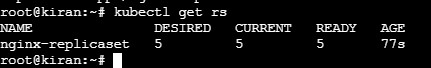 root@kiran:~# kubectl get rs
NAME DESIRED CURRENT READY AGE
nginx-replicaset 5 5 5 77s
root@kiran:~#